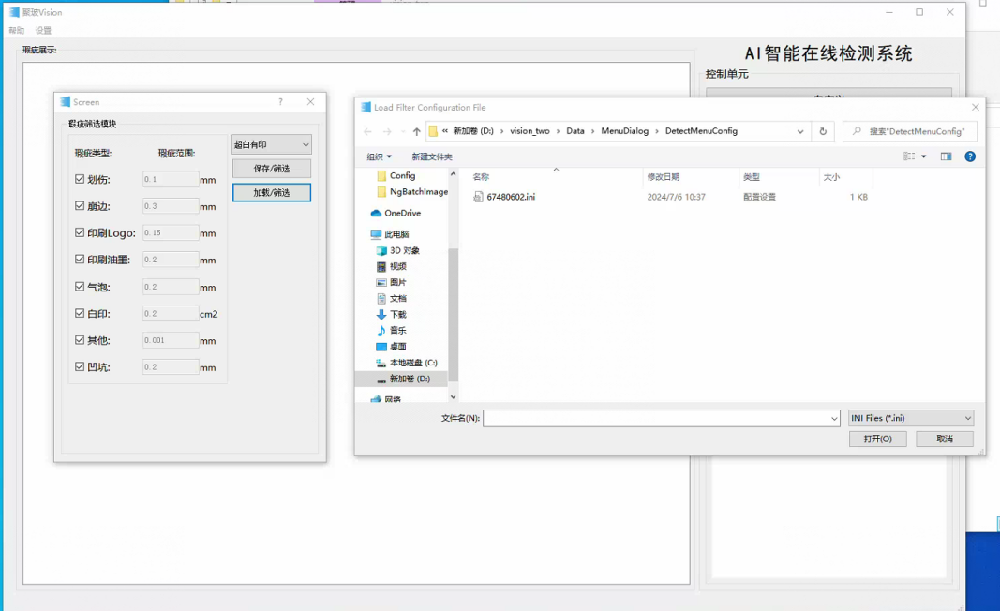 聚玻Vision
帮助 设置
瑕疵展示:
AI智能在线检测系统
控制单元
Screen
?
瑕疵筛选模块
瑕疵类型: 瑕疵范围:
超白有印
保存/筛选
加载/筛选
划伤: 0.1 mm
崩边: 0.3 mm
印刷Logo: 0.15 mm
印刷油墨: 0.2 mm
气泡: 0.2 mm
白印: 0.2 cm2
其他: 0.001 mm
凹坑: 0.2 mm
Load Filter Configuration File
« 新加卷 (D:) › vision_two › Data › MenuDialog › DetectMenuConfig
搜索"DetectMenuConfig"
组织 新建文件夹
?
Config
NgBatchImage
OneDrive
此电脑
3D 对象
视频
图片
文档
下载
音乐
桌面
本地磁盘 (C:)
新加卷 (D:)
网络
名称 修改日期 类型 大小
67480602.ini 2024/7/6 10:37 配置设置 1 KB
文件名(N):
INI Files (*.ini)
打开(O) 取消